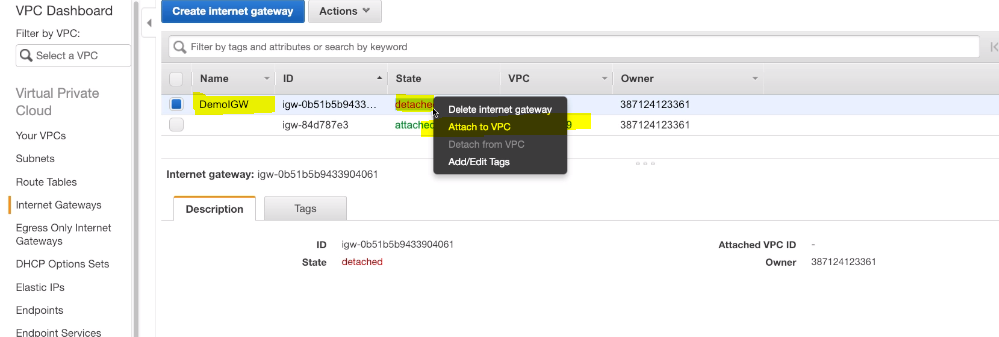 VPC Dashboard
Filter by VPC:
Select a VPC
Virtual Private
Cloud
Your VPCs
Subnets
Route Tables
Internet Gateways
Egress Only Internet
Gateways
DHCP Options Sets
Elastic IPs
Endpoints
Endpoint Services
Create internet gateway Actions
Filter by tags and attributes or search by keyword
Name ID State VPC Owner
DemoIGW igw-0b51b5b9433... detached 387124123361
igw-84d787e3 attached 9 387124123361
Delete internet gateway
Attach to VPC
Detach from VPC
Add/Edit Tags
Internet gateway: igw-0b51b5b9433904061
Description Tags
ID igw-0b51b5b9433904061 Attached VPC ID -
State detached Owner 387124123361